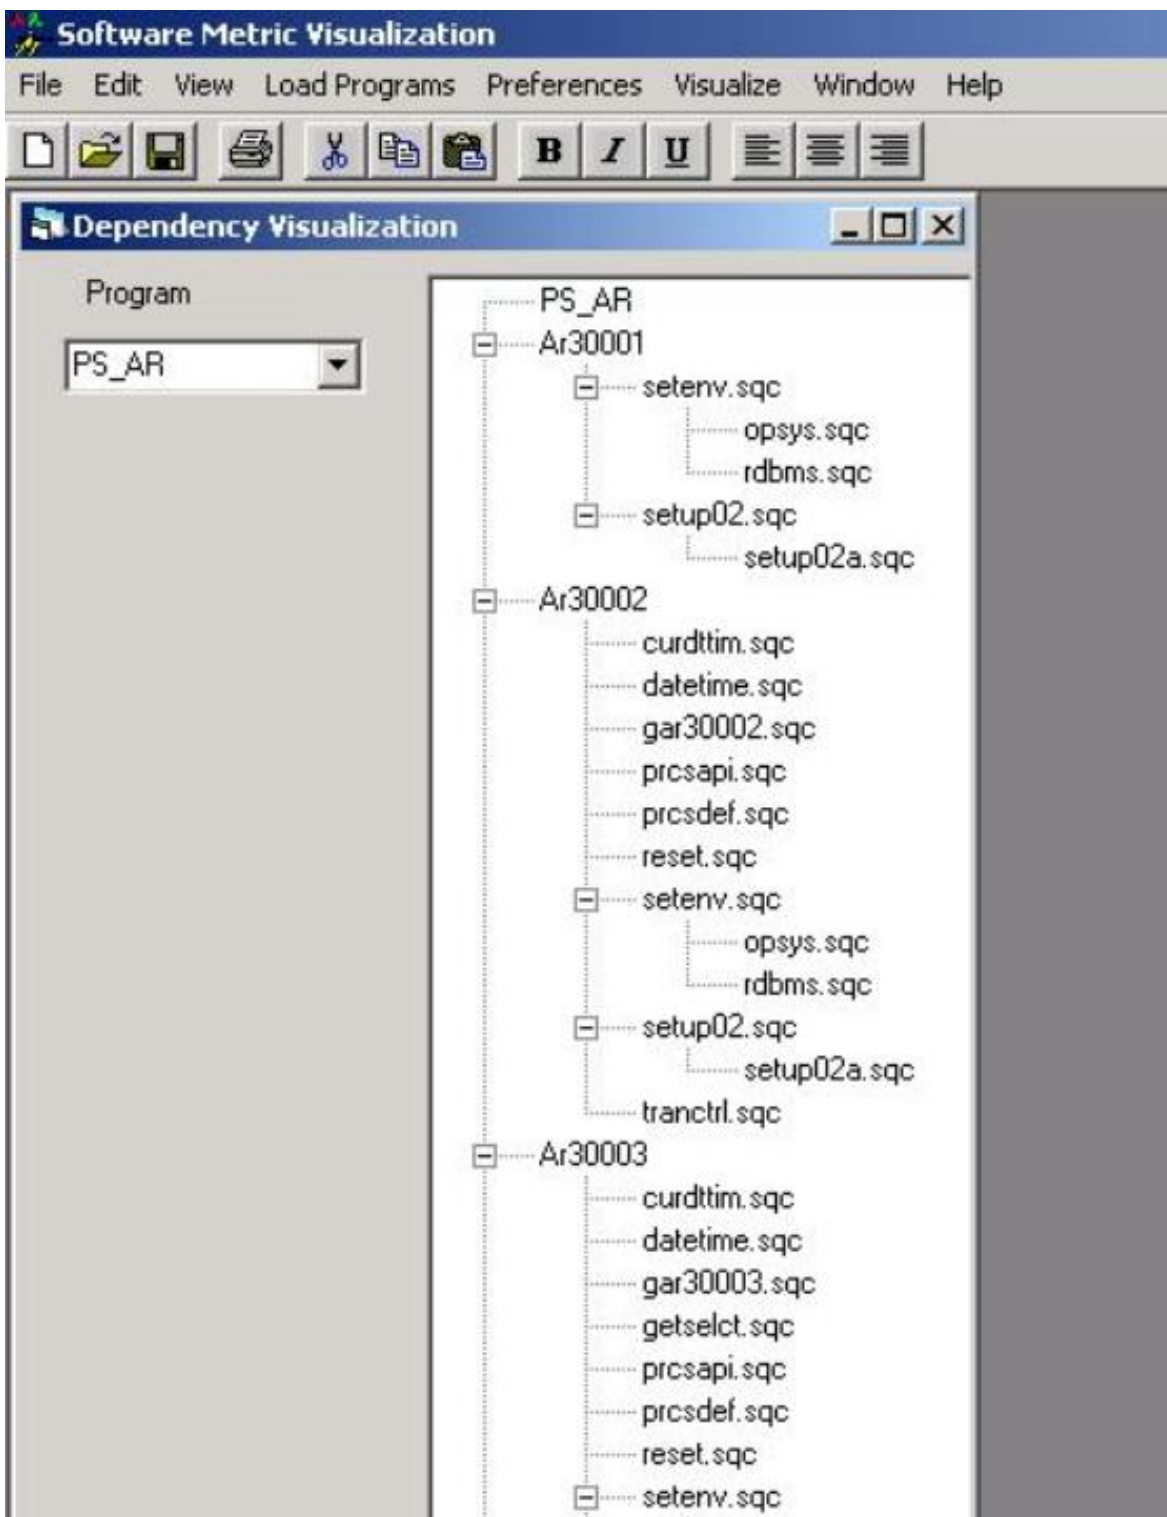 Software Metric Visualization
File Edit View Load Programs Preferences Visualize Window Help
B I U
Dependency Visualization
Program
PS_AR
PS_AR
Ar30001
setenv.sqc
opsys.sqc
rdbms.sqc
setup02.sqc
setup02a.sqc
Ar30002
curdttim.sqc
datetime.sqc
gar30002.sqc
prcsapi.sqc
prcsdef.sqc
reset.sqc
setenv.sqc
opsys.sqc
rdbms.sqc
setup02.sqc
setup02a.sqc
tranctrl.sqc
Ar30003
curdttim.sqc
datetime.sqc
gar30003.sqc
getselct.sqc
prcsapi.sqc
prcsdef.sqc
reset.sqc
setenv.sqc